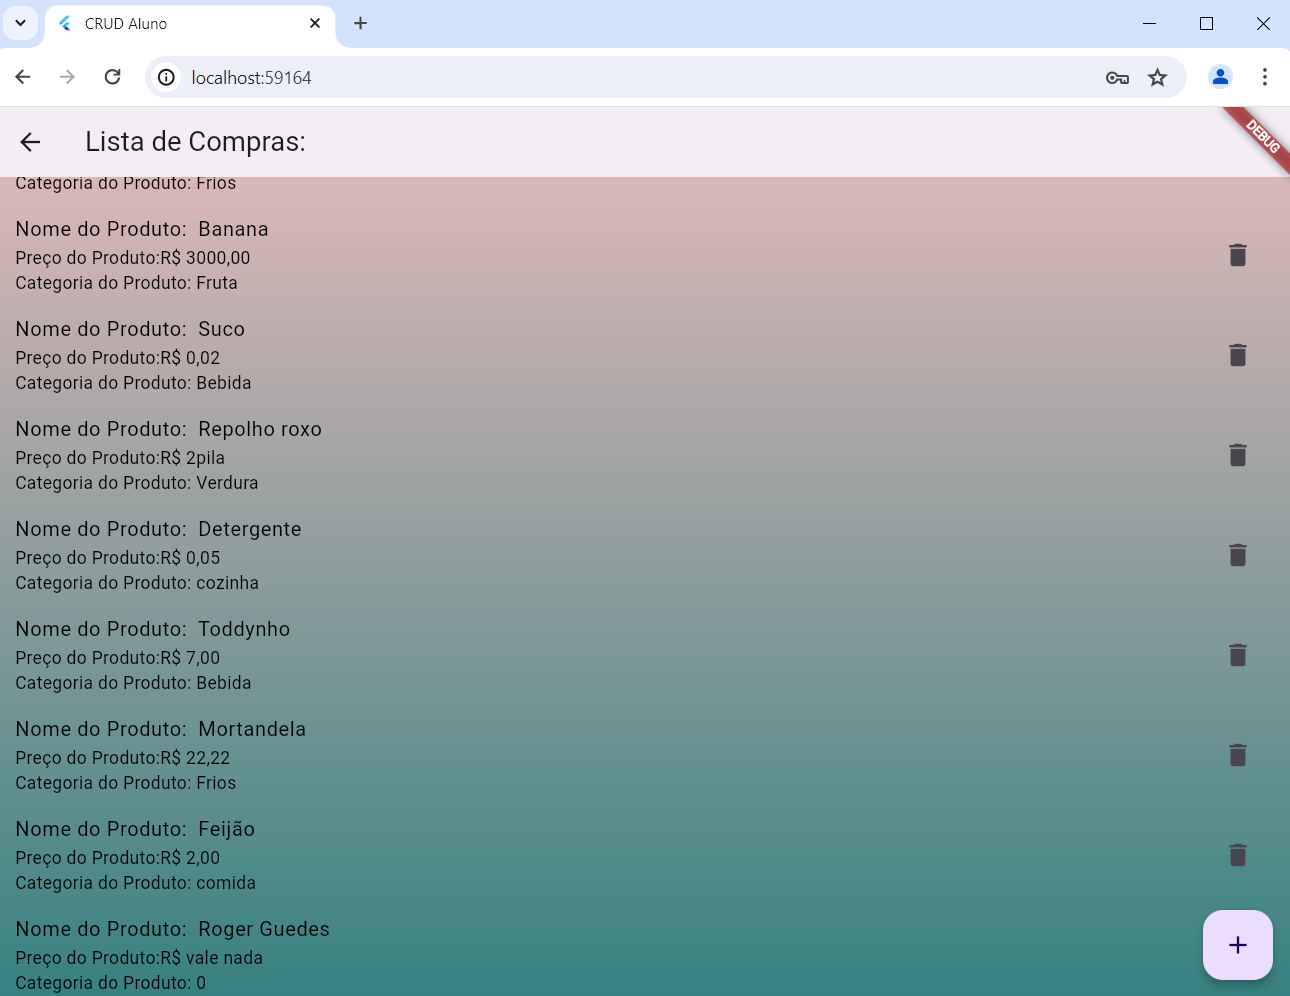 CRUD Aluno
localhost:59164
Lista de Compras:
DEBUG
Categoria do Produto: Frios
Nome do Produto:  Banana
Preço do Produto:R$ 3000,00
Categoria do Produto: Fruta
Nome do Produto:  Suco
Preço do Produto:R$ 0,02
Categoria do Produto: Bebida
Nome do Produto:  Repolho roxo
Preço do Produto:R$ 2pila
Categoria do Produto: Verdura
Nome do Produto:  Detergente
Preço do Produto:R$ 0,05
Categoria do Produto: cozinha
Nome do Produto:  Toddynho
Preço do Produto:R$ 7,00
Categoria do Produto: Bebida
Nome do Produto:  Mortandela
Preço do Produto:R$ 22,22
Categoria do Produto: Frios
Nome do Produto:  Feijão
Preço do Produto:R$ 2,00
Categoria do Produto: comida
Nome do Produto:  Roger Guedes
Preço do Produto:R$ vale nada
Categoria do Produto: 0